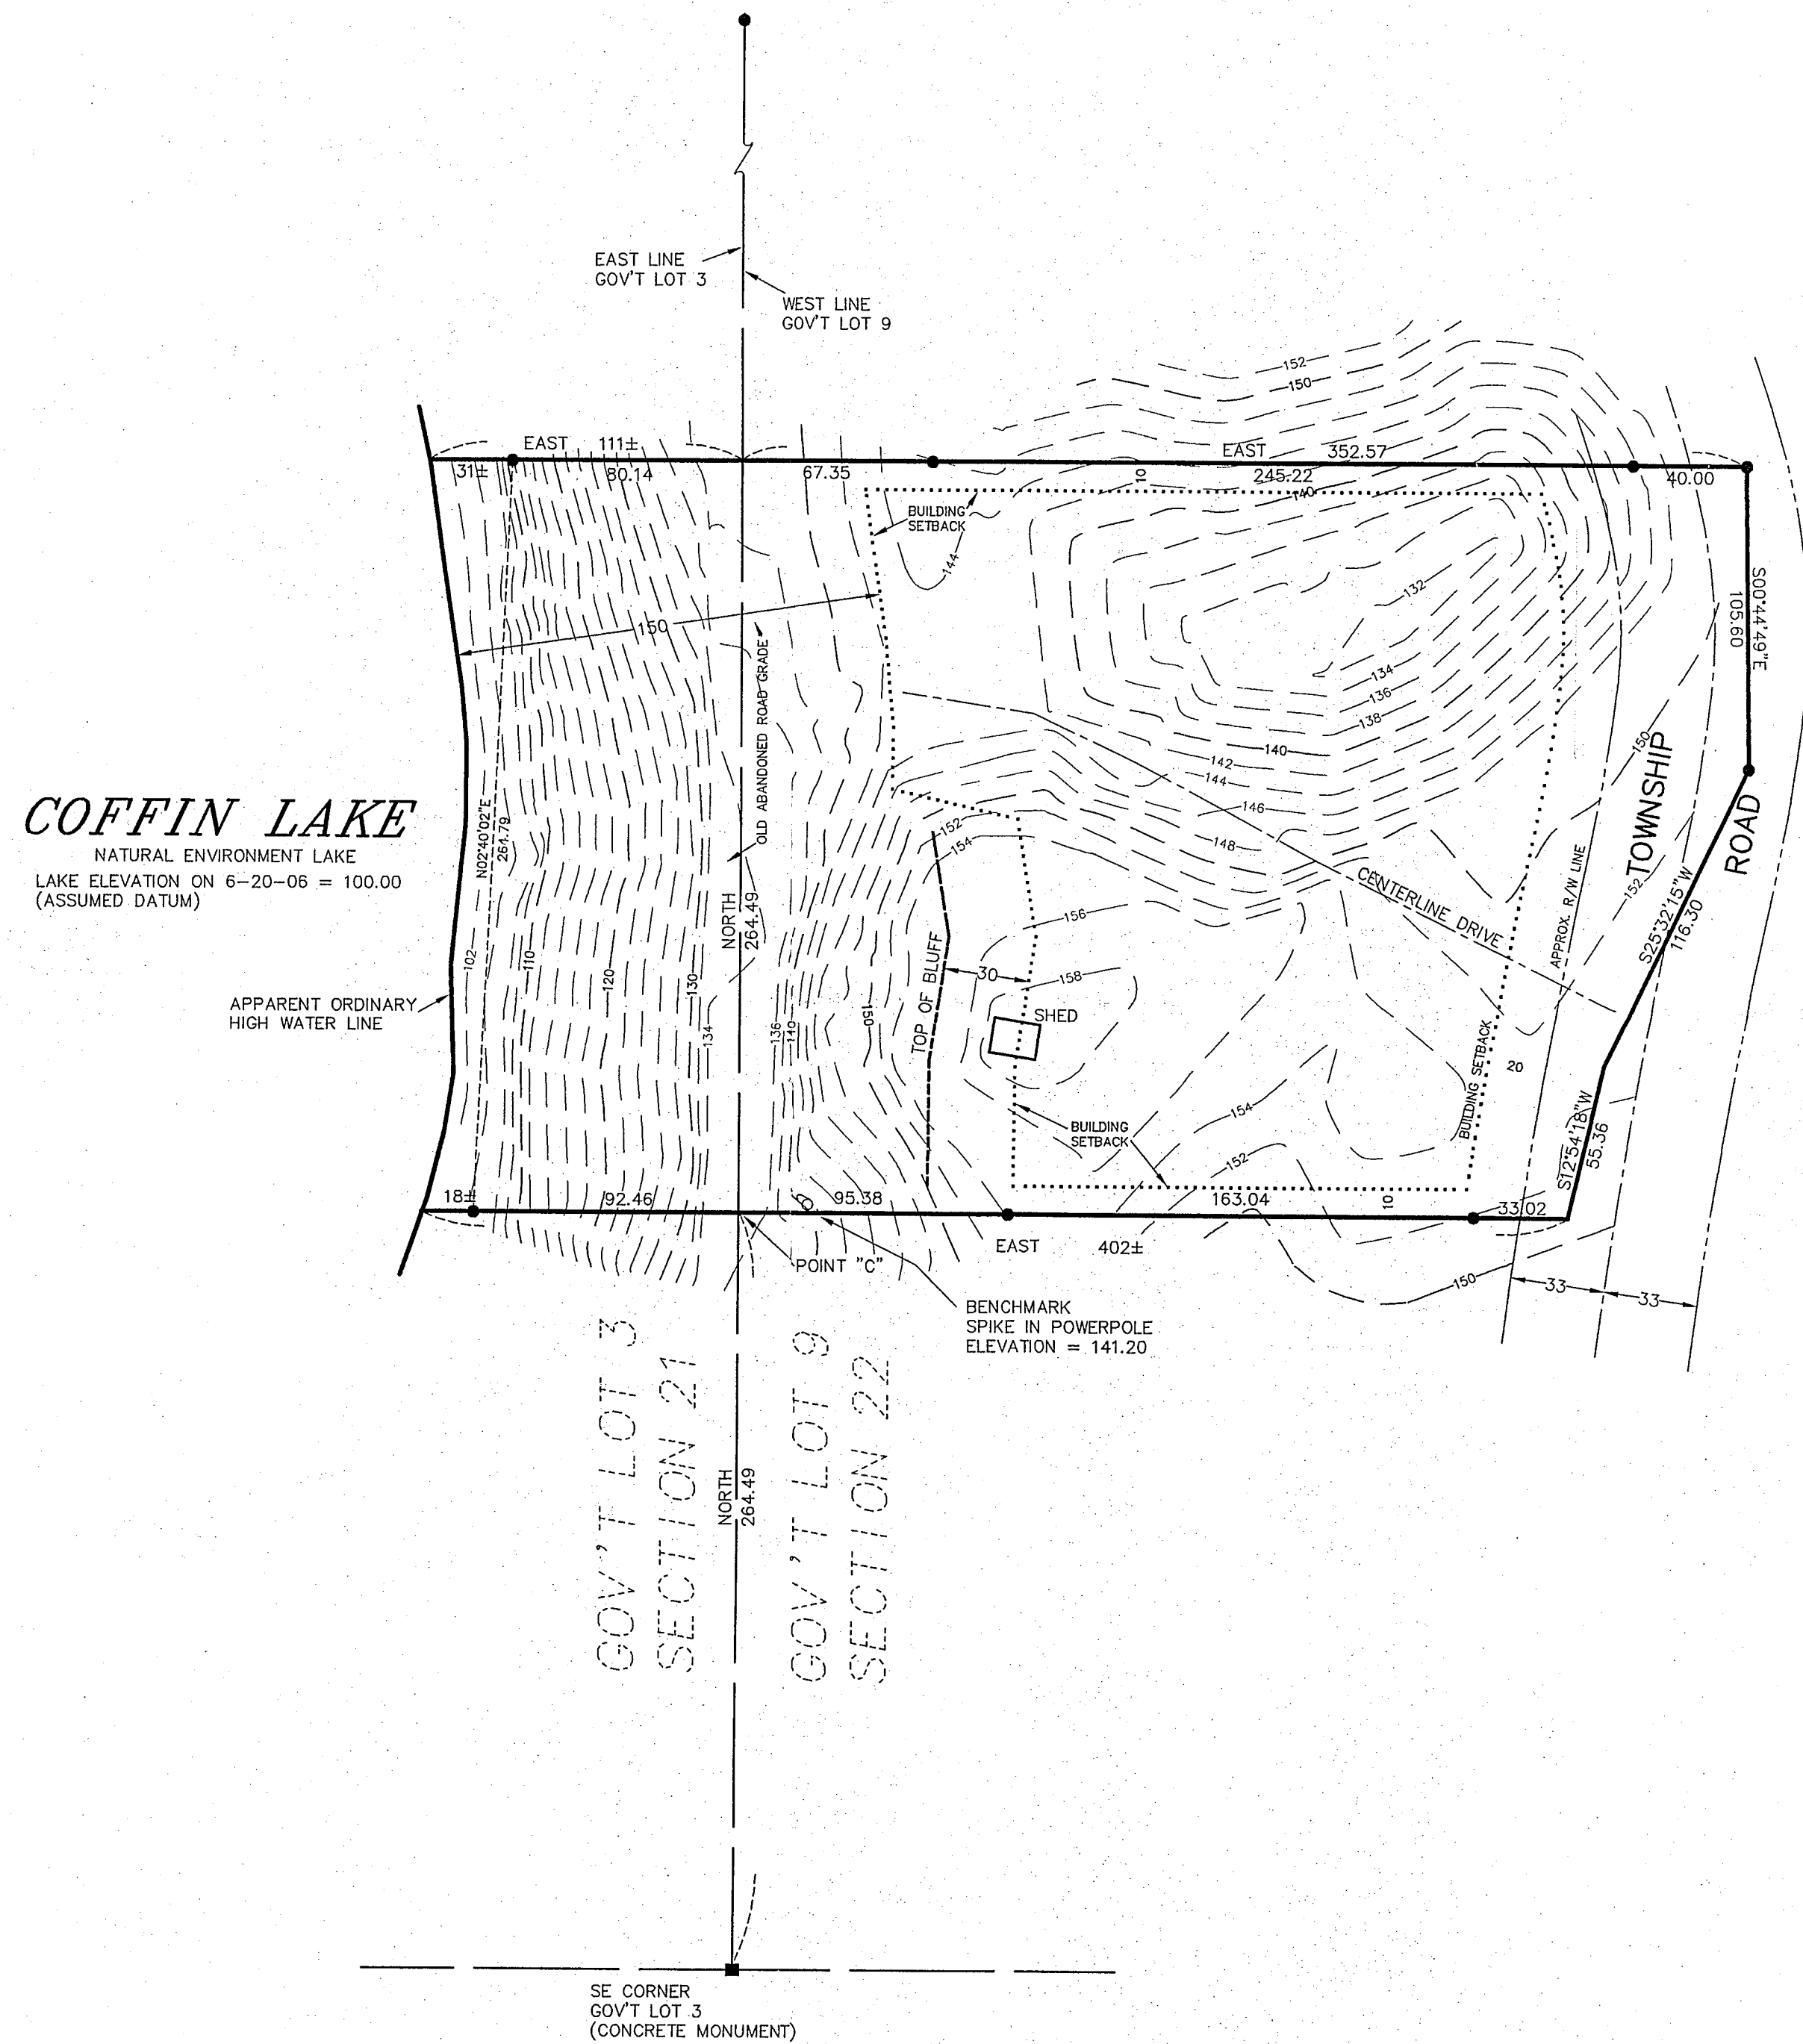 EAST LINE
GOV'T LOT 3
WEST LINE
GOV'T LOT 9
152
150
EAST 111±
31±
80.14
67.35
EAST 352.57
10
245.22
140
40.00
BUILDING
SETBACK
144
132
150
OLD ABANDONED ROAD GRADE
S00°44'49"E
105.60
134
136
138
140
142
144
146
148
150
TOWNSHIP
ROAD
COFFIN LAKE
NATURAL ENVIRONMENT LAKE
LAKE ELEVATION ON 6-20-06 = 100.00
(ASSUMED DATUM)
N02°40'02"E
264.79
152
154
156
158
CENTERLINE DRIVE
APPROX. R/W LINE
152
S25°32'15"W
116.30
NORTH
264.49
102
110
120
130
134
136
140
150
TOP OF BLUFF
30
SHED
APPARENT ORDINARY
HIGH WATER LINE
BUILDING SETBACK
20
BUILDING
SETBACK
154
152
S12°54'18"W
55.36
18±
92.46
95.38
163.04
10
33.02
EAST 402±
POINT "C"
150
33
33
BENCHMARK
SPIKE IN POWERPOLE
ELEVATION = 141.20
GOV'T LOT 3
SECTION 21
GOV'T LOT 9
SECTION 22
NORTH
264.49
SE CORNER
GOV'T LOT 3
(CONCRETE MONUMENT)